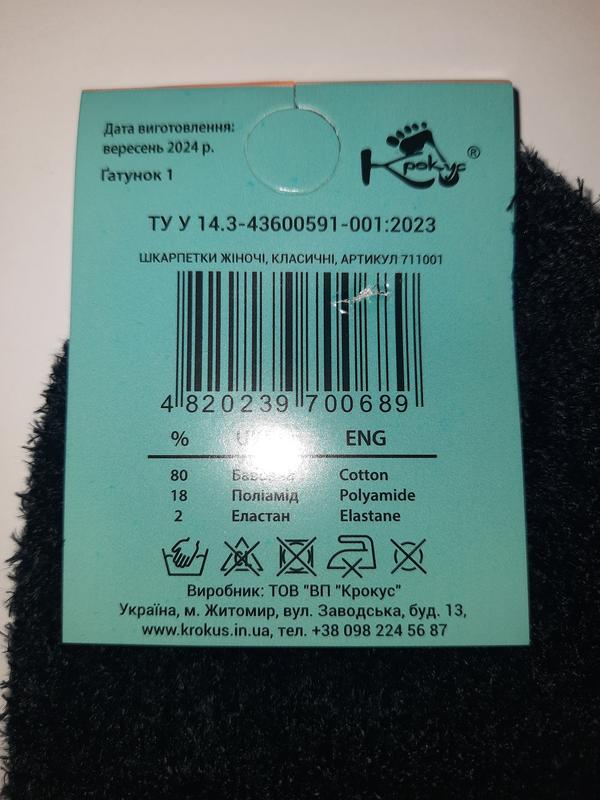 Дата виготовлення:
вересень 2024 р.
Ґатунок 1
Крокус®
ТУ У 14.3-43600591-001:2023
ШКАРПЕТКИ ЖІНОЧІ, КЛАСИЧНІ, АРТИКУЛ 711001
4 820239 700689
% ENG
80 Cotton
18 Поліамід Polyamide
2 Еластан Elastane
CL
Виробник: ТОВ "ВП "Крокус"
Україна, м. Житомир, вул. Заводська, буд. 13,
www.krokus.in.ua, тел. +38 098 224 56 87